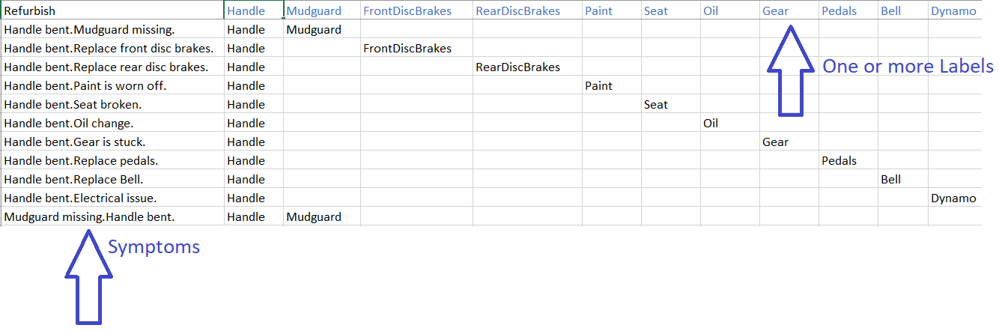 Refurbish Handle Mudguard FrontDiscBrakes RearDiscBrakes Paint Seat Oil Gear Pedals Bell Dynamo
Handle bent.Mudguard missing. Handle Mudguard
Handle bent.Replace front disc brakes. Handle FrontDiscBrakes
Handle bent.Replace rear disc brakes. Handle RearDiscBrakes
Handle bent.Paint is worn off. Handle Paint
Handle bent.Seat broken. Handle Seat
Handle bent.Oil change. Handle Oil
Handle bent.Gear is stuck. Handle Gear
Handle bent.Replace pedals. Handle Pedals
Handle bent.Replace Bell. Handle Bell
Handle bent.Electrical issue. Handle Dynamo
Mudguard missing.Handle bent. Handle Mudguard
One or more Labels
Symptoms